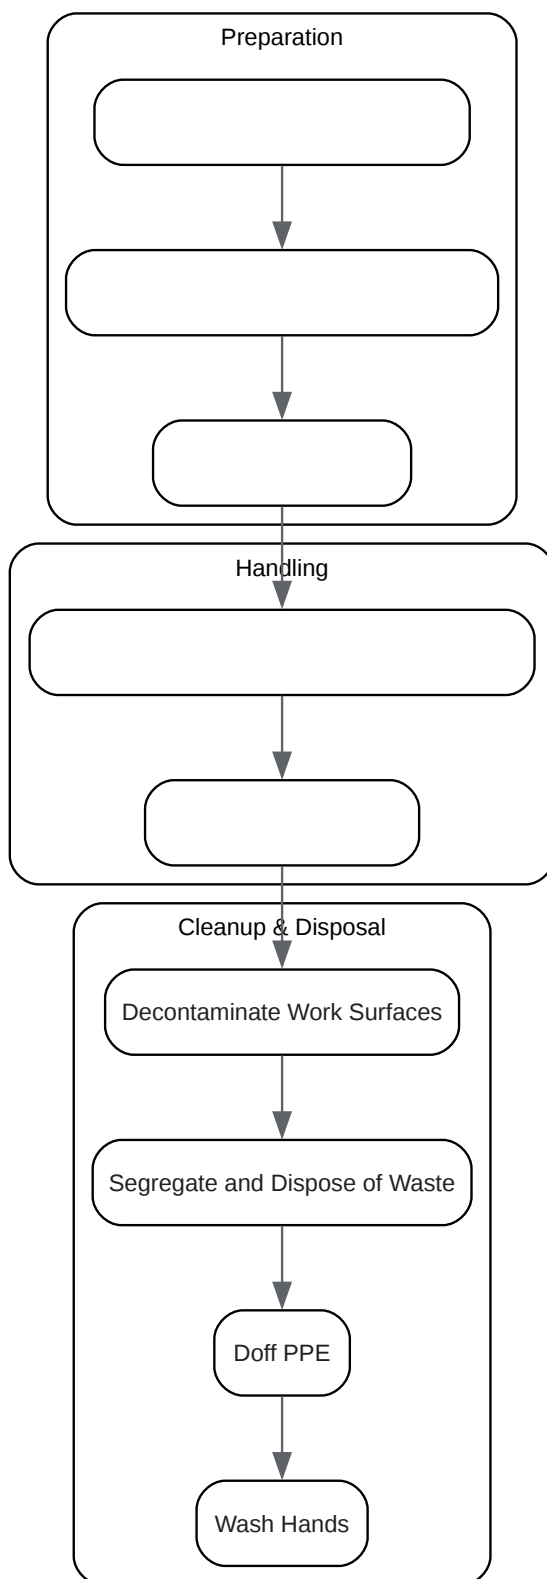 Preparation
Handling
Cleanup & Disposal
Decontaminate Work Surfaces
Segregate and Dispose of Waste
Doff PPE
Wash Hands